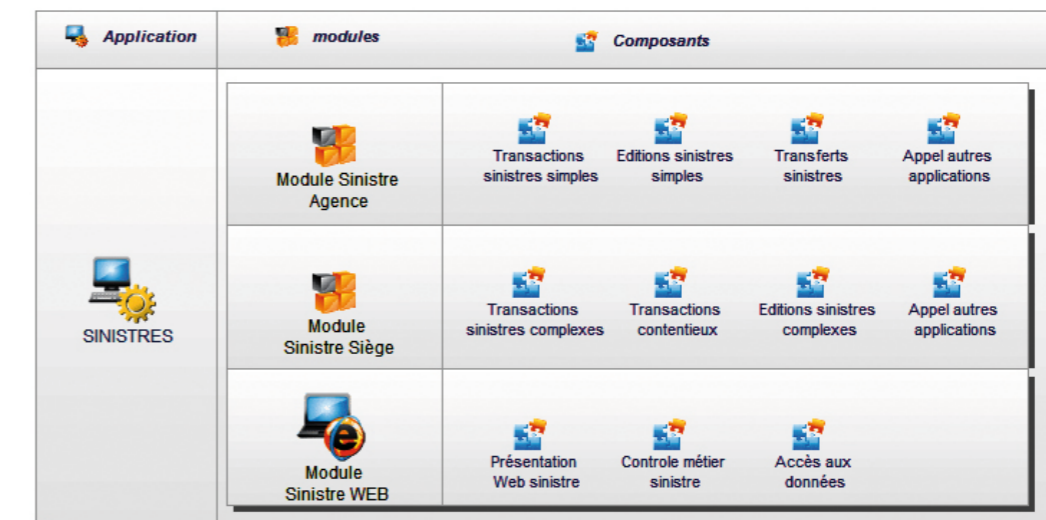 Application
modules
Composants
SINISTRES
Module Sinistre
Agence
Transactions
sinistres simples
Editions sinistres
simples
Transferts
sinistres
Appel autres
applications
Module
Sinistre Siège
Transactions
sinistres complexes
Transactions
contentieux
Editions sinistres
complexes
Appel autres
applications
Module
Sinistre WEB
Présentation
Web sinistre
Controle métier
sinistre
Accès aux
données